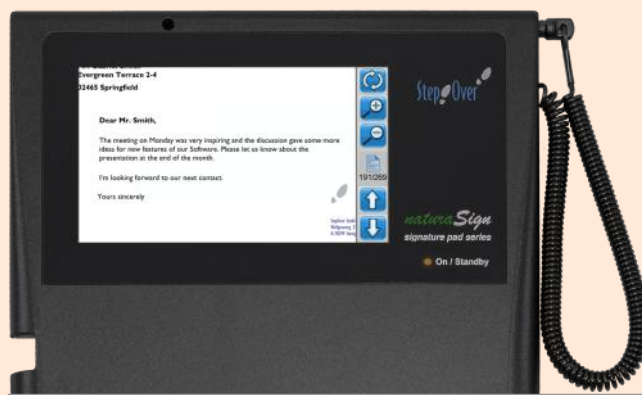 Evergreen Terrace 2-4
32465 Springfield
Dear Mr. Smith,
The meeting on Monday was very inspiring and the discussion gave some more
ideas for new features of our Software. Please let us know about the
presentation at the end of the month.
I'm looking forward to our next contact.
Yours sincerely
191/269
StepOver
naturaSign
signature pad series
On / Standby